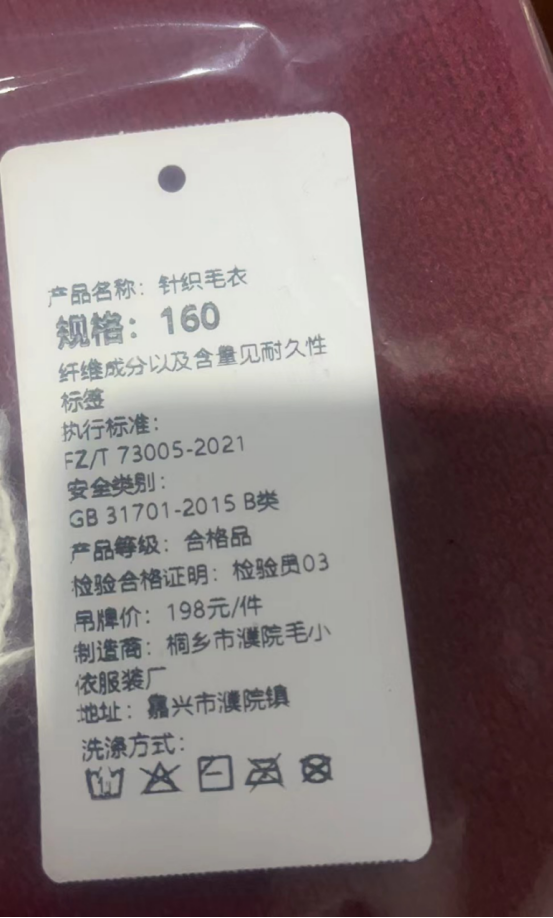 产品名称：针织毛衣
规格：160
纤维成分以及含量见耐久性
标签
执行标准：
FZ/T 73005-2021
安全类别：
GB 31701-2015 B类
产品等级：合格品
检验合格证明：检验员03
吊牌价：198元/件
制造商：桐乡市濮院毛小
依服装厂
地址：嘉兴市濮院镇
洗涤方式：